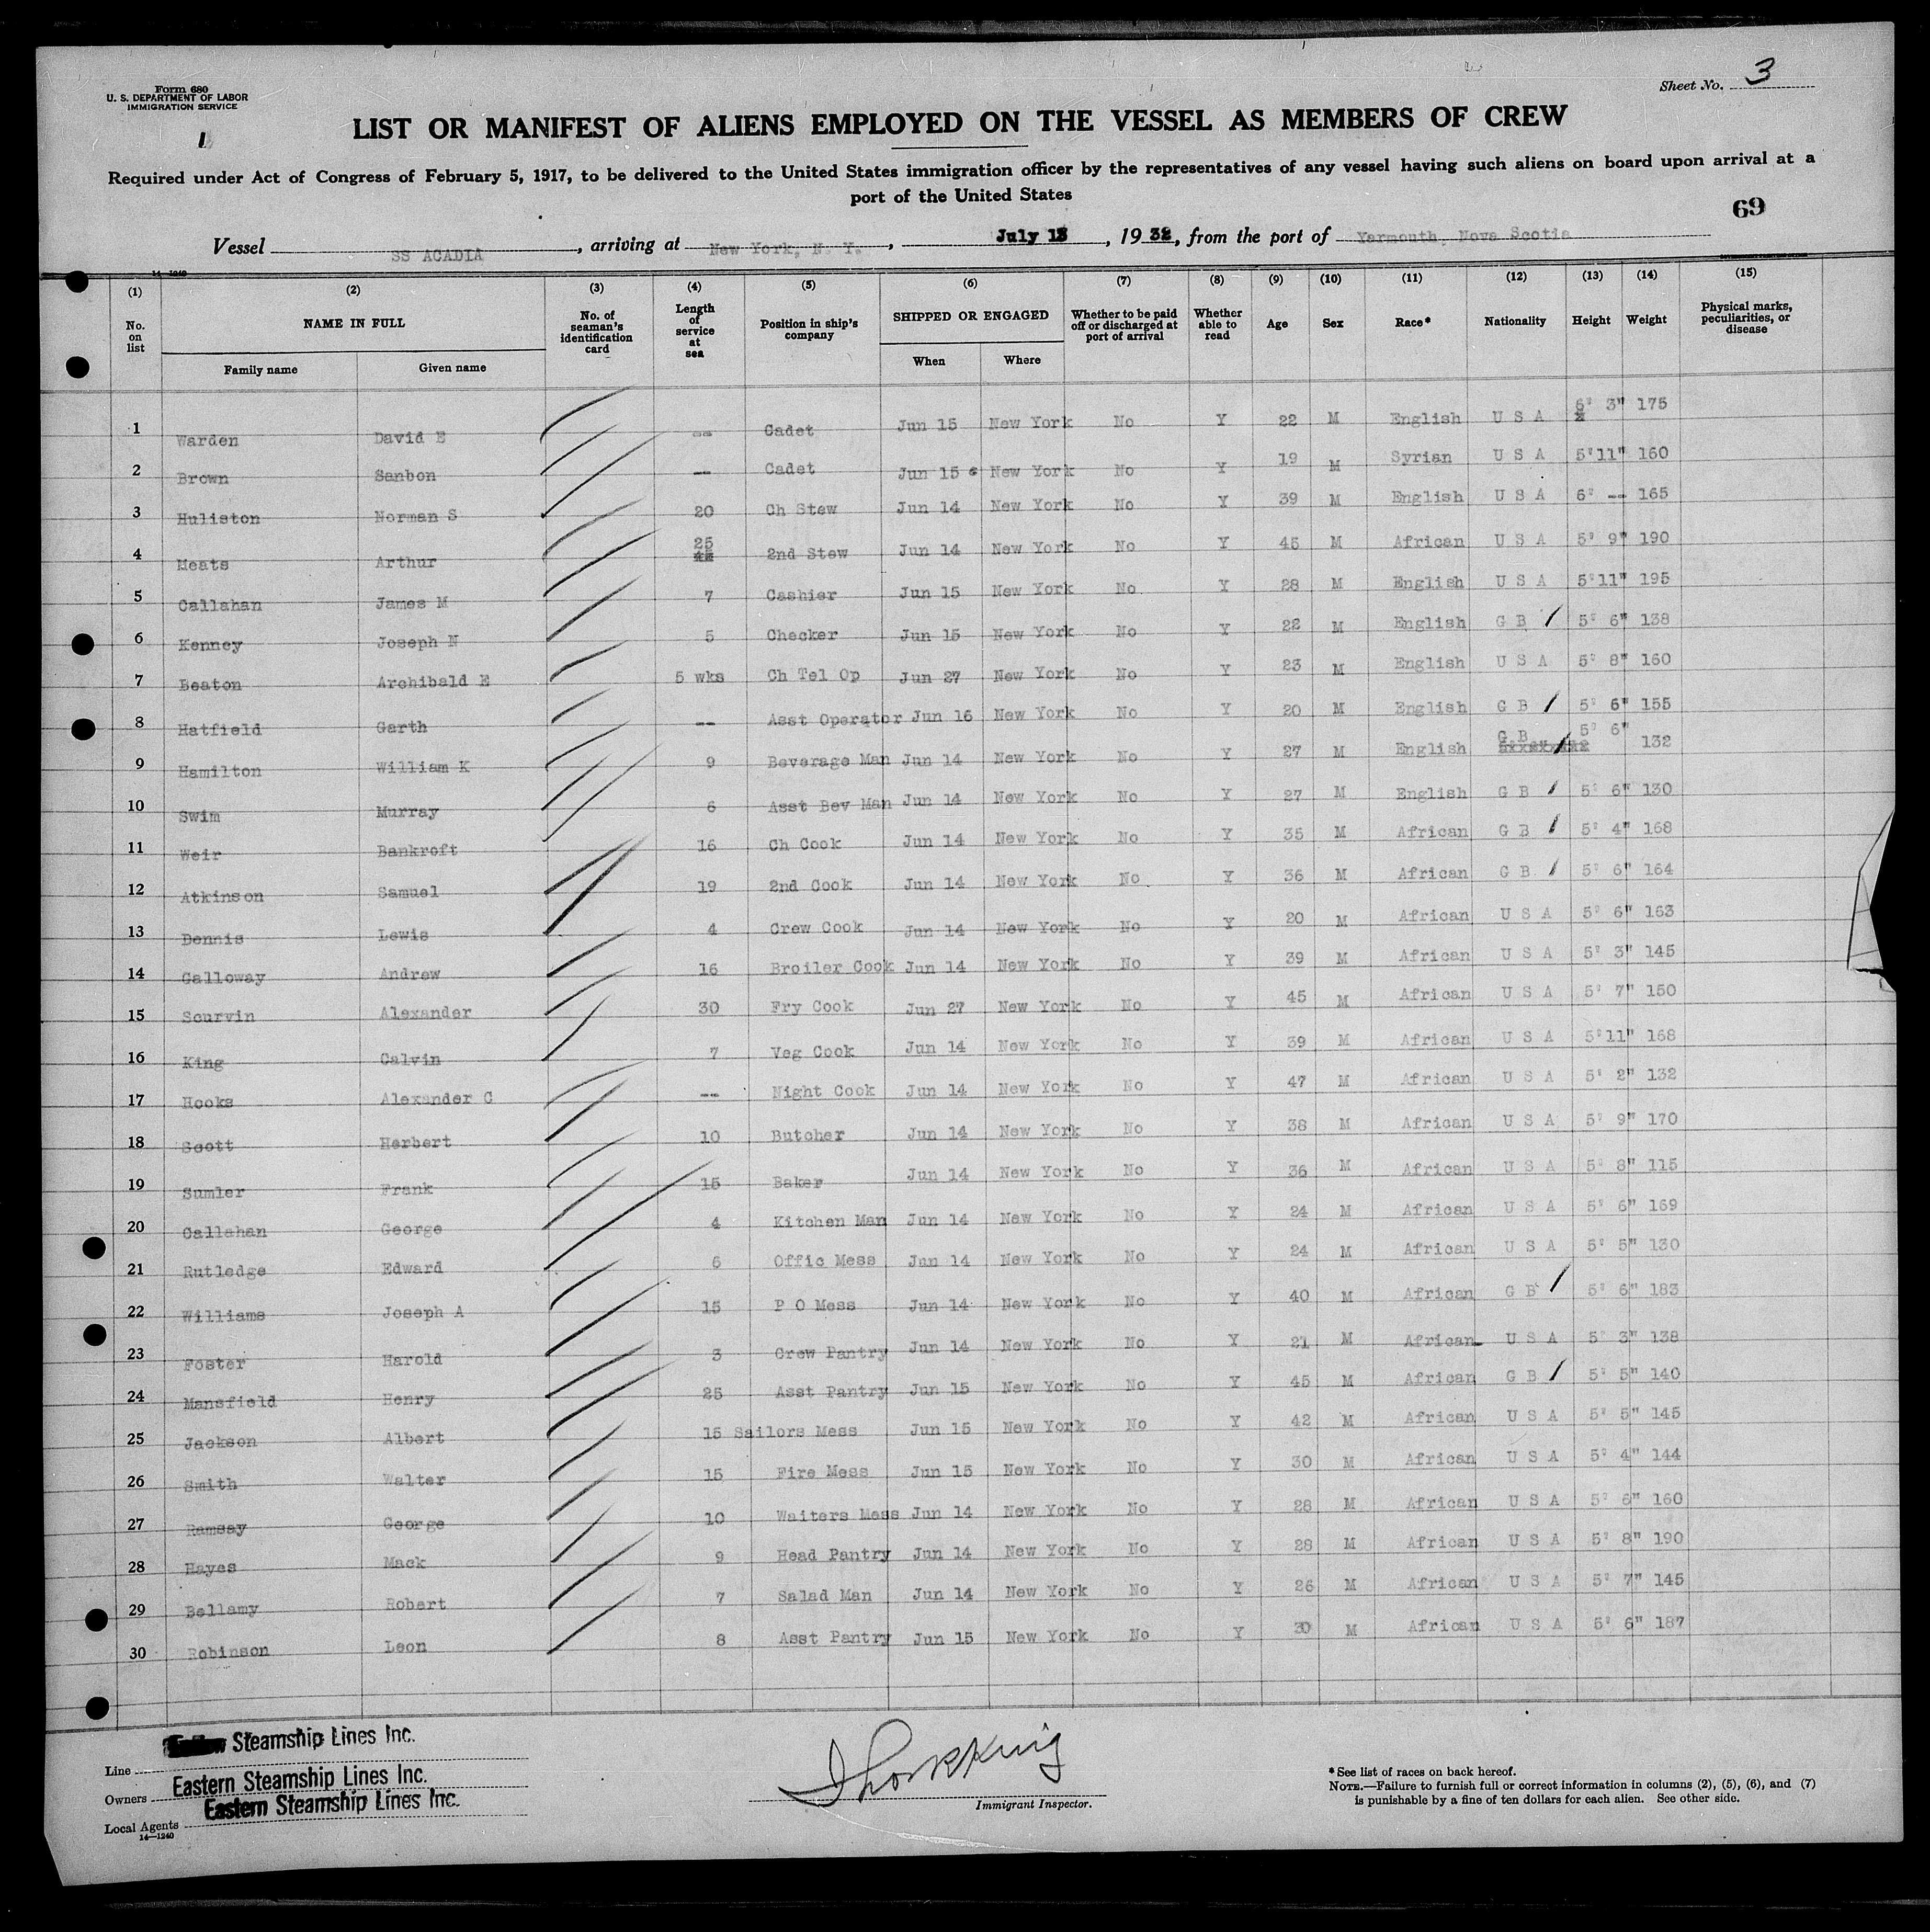 Form 680
U. S. DEPARTMENT OF LABOR
IMMIGRATION SERVICE
1
Sheet No. 3
LIST OR MANIFEST OF ALIENS EMPLOYED ON THE VESSEL AS MEMBERS OF CREW
Required under Act of Congress of February 5, 1917, to be delivered to the United States immigration officer by the representatives of any vessel having such aliens on board upon arrival at a
port of the United States
69
Vessel SS ACADIA, arriving at New York, N. Y., July 13, 1932, from the port of Yarmouth, Nova Scotia
14-1240
(1) (2) (3) (4) (5) (6) (7) (8) (9) (10) (11) (12) (13) (14) (15)
No. on list NAME IN FULL No. of seaman's identification card Length of service at sea Position in ship's company SHIPPED OR ENGAGED Whether to be paid off or discharged at port of arrival Whether able to read Age Sex Race* Nationality Height Weight Physical marks, peculiarities, or disease
Family name Given name When Where
1 Warden David E -- Cadet Jun 15 New York No Y 22 M English U S A 6' 3" 175
2 Brown Sanbon -- Cadet Jun 15 New York No Y 19 M Syrian U S A 5'11" 160
3 Huliston Norman S 20 Ch Stew Jun 14 New York No Y 39 M English U S A 6' -- 165
4 Meats Arthur 25 2nd Stew Jun 14 New York No Y 45 M African U S A 5' 9" 190
5 Callahan James M 7 Cashier Jun 15 New York No Y 28 M English U S A 5'11" 195
6 Kenney Joseph N 5 Checker Jun 15 New York No Y 22 M English G B 5' 6" 138
7 Beaton Archibald E 5 wks Ch Tel Op Jun 27 New York No Y 23 M English U S A 5' 8" 160
8 Hatfield Garth -- Asst Operator Jun 16 New York No Y 20 M English G B 5' 6" 155
9 Hamilton William K 9 Beverage Man Jun 14 New York No Y 27 M English G B 5' 6" 132
10 Swim Murray 6 Asst Bev Man Jun 14 New York No Y 27 M English G B 5' 6" 130
11 Weir Bankroft 16 Ch Cook Jun 14 New York No Y 35 M African G B 5' 4" 168
12 Atkinson Samuel 19 2nd Cook Jun 14 New York No Y 36 M African G B 5' 6" 164
13 Dennis Lewis 4 Crew Cook Jun 14 New York No Y 20 M African U S A 5' 6" 163
14 Galloway Andrew 16 Broiler Cook Jun 14 New York No Y 39 M African U S A 5' 3" 145
15 Scurvin Alexander 30 Fry Cook Jun 27 New York No Y 45 M African U S A 5' 7" 150
16 King Calvin 7 Veg Cook Jun 14 New York No Y 39 M African U S A 5'11" 168
17 Hooks Alexander C -- Night Cook Jun 14 New York No Y 47 M African U S A 5' 2" 132
18 Scott Herbert 10 Butcher Jun 14 New York No Y 38 M African U S A 5' 9" 170
19 Sumler Frank 15 Baker Jun 14 New York No Y 36 M African U S A 5' 8" 115
20 Callahan George 4 Kitchen Man Jun 14 New York No Y 24 M African U S A 5' 6" 169
21 Rutledge Edward 6 Offic Mess Jun 14 New York No Y 24 M African U S A 5' 5" 130
22 Williams Joseph A 15 P O Mess Jun 14 New York No Y 40 M African G B 5' 6" 183
23 Foster Harold 3 Crew Pantry Jun 14 New York No Y 21 M African U S A 5' 3" 138
24 Mansfield Henry 25 Asst Pantry Jun 15 New York No Y 45 M African G B 5' 5" 140
25 Jackson Albert 15 Sailors Mess Jun 15 New York No Y 42 M African U S A 5' 5" 145
26 Smith Walter 15 Fire Mess Jun 15 New York No Y 30 M African U S A 5' 4" 144
27 Ramsay George 10 Waiters Mess Jun 14 New York No Y 28 M African U S A 5' 6" 160
28 Hayes Mack 9 Head Pantry Jun 14 New York No Y 28 M African U S A 5' 8" 190
29 Bellamy Robert 7 Salad Man Jun 14 New York No Y 26 M African U S A 5' 7" 145
30 Robinson Leon 8 Asst Pantry Jun 15 New York No Y 30 M African U S A 5' 6" 187
Line Steamship Lines Inc.
Owners Eastern Steamship Lines Inc.
Local Agents Eastern Steamship Lines Inc.
14—1240
Immigrant Inspector.
* See list of races on back hereof.
NOTE.—Failure to furnish full or correct information in columns (2), (5), (6), and (7)
is punishable by a fine of ten dollars for each alien. See other side.